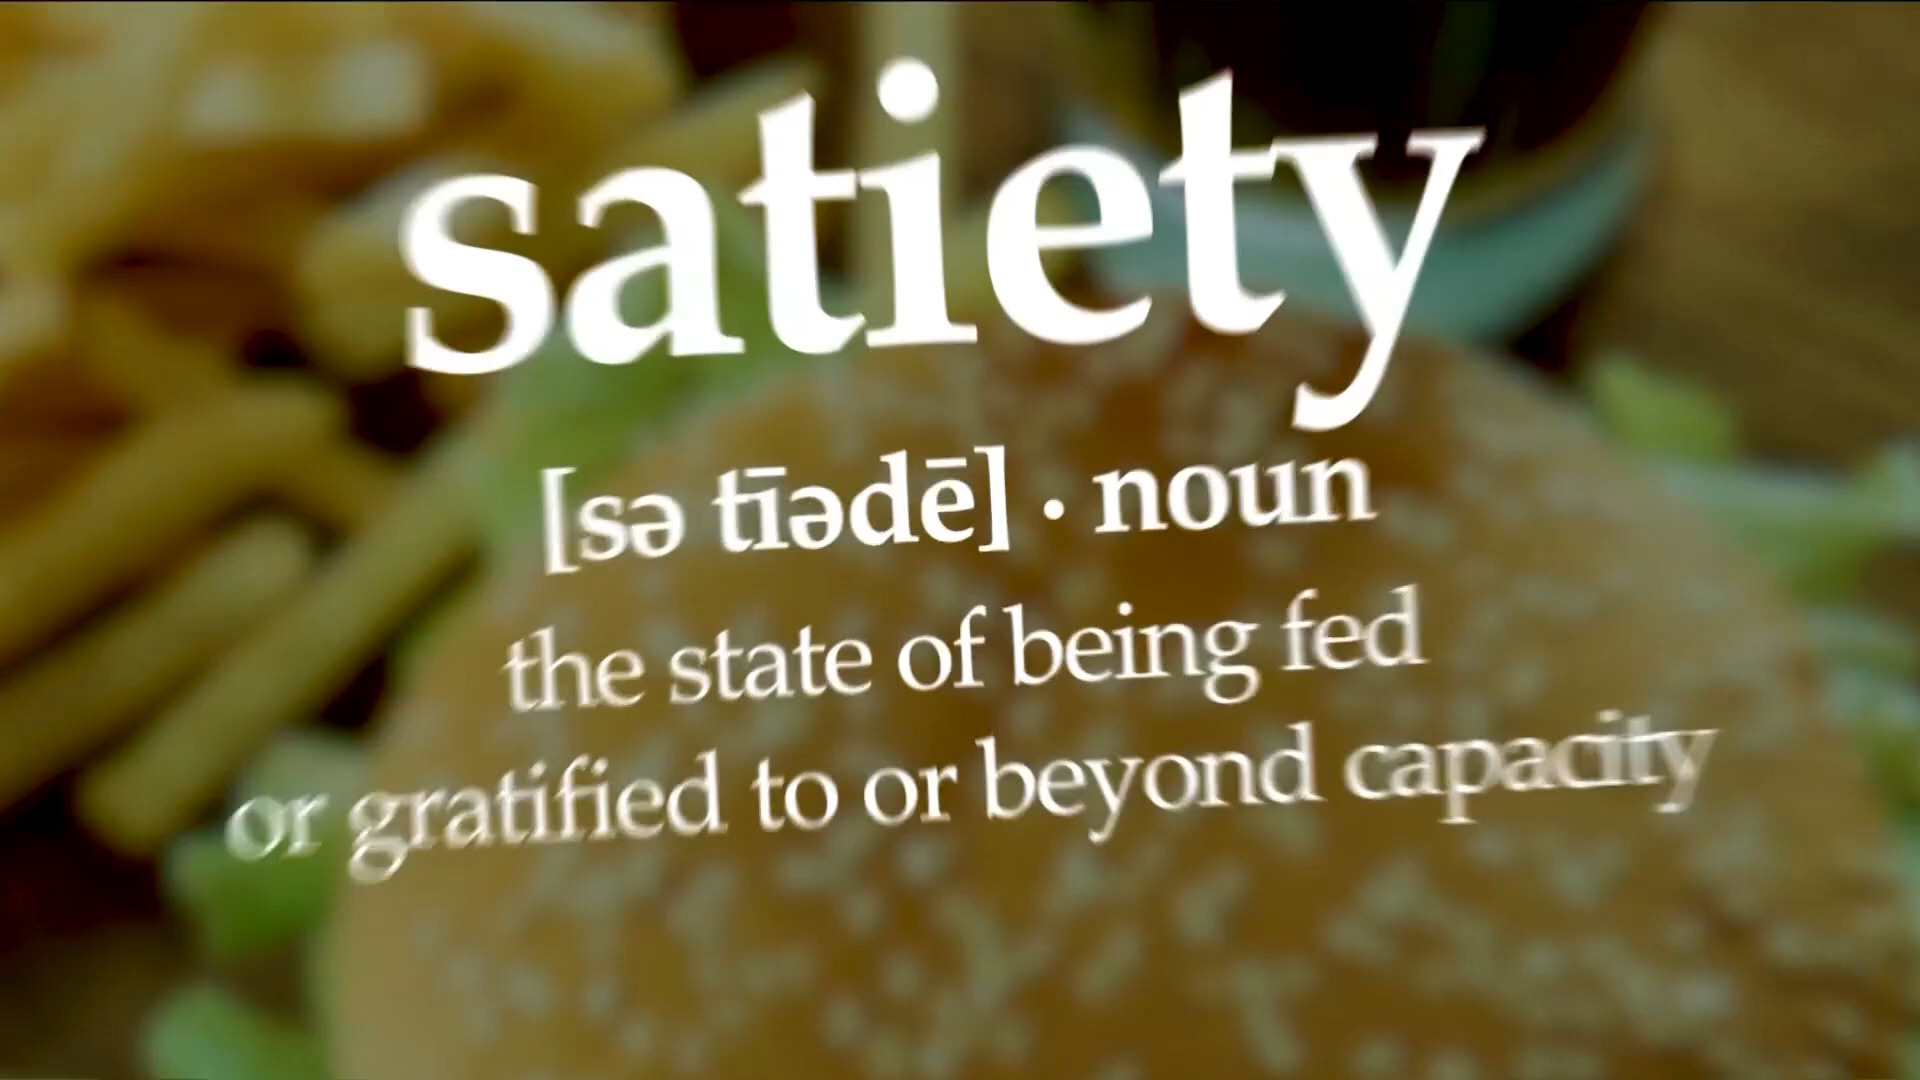 satiety
[sə tīədē] · noun
the state of being fed
or gratified to or beyond capacity